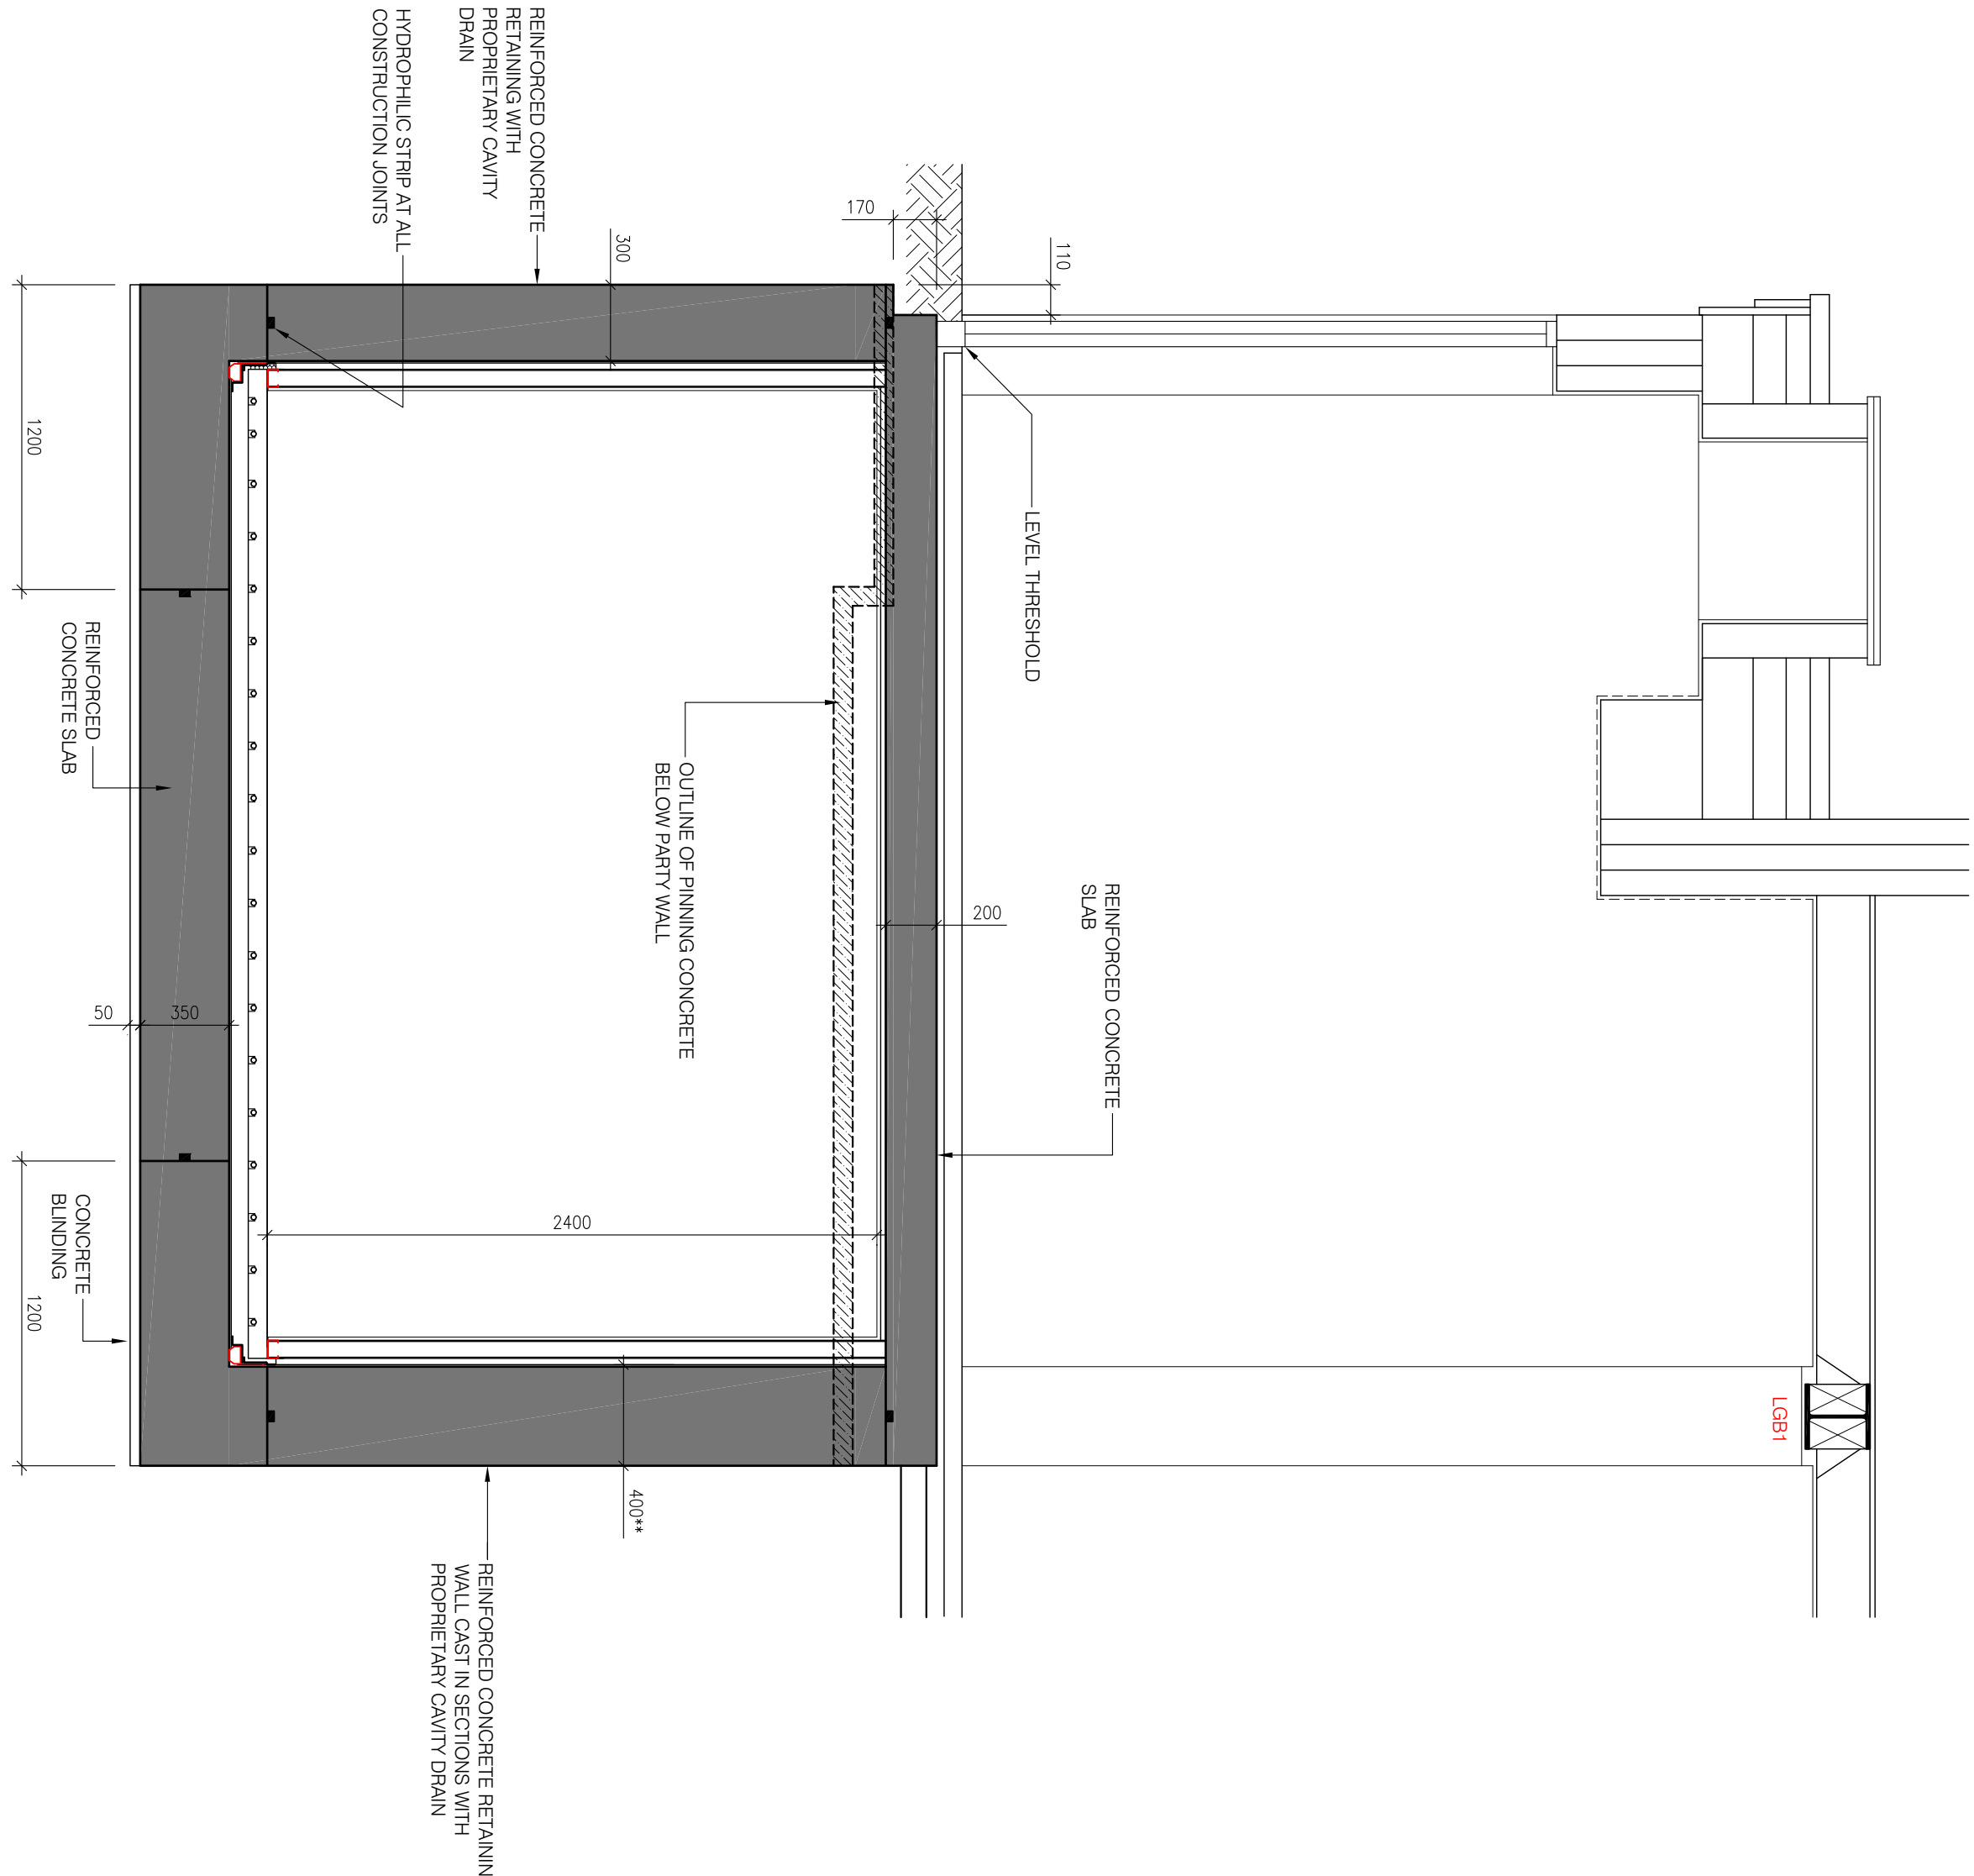 REINFORCED CONCRETE
RETAINING WITH
PROPRIETARY CAVITY
DRAIN
HYDROPHILIC STRIP AT ALL
CONSTRUCTION JOINTS
170
110
300
1200
LEVEL THRESHOLD
REINFORCED
CONCRETE SLAB
OUTLINE OF PINNING CONCRETE
BELOW PARTY WALL
200
REINFORCED CONCRETE
SLAB
50
350
2400
CONCRETE
BLINDING
1200
LGB1
400**
REINFORCED CONCRETE RETAININ
WALL CAST IN SECTIONS WITH
PROPRIETARY CAVITY DRAIN